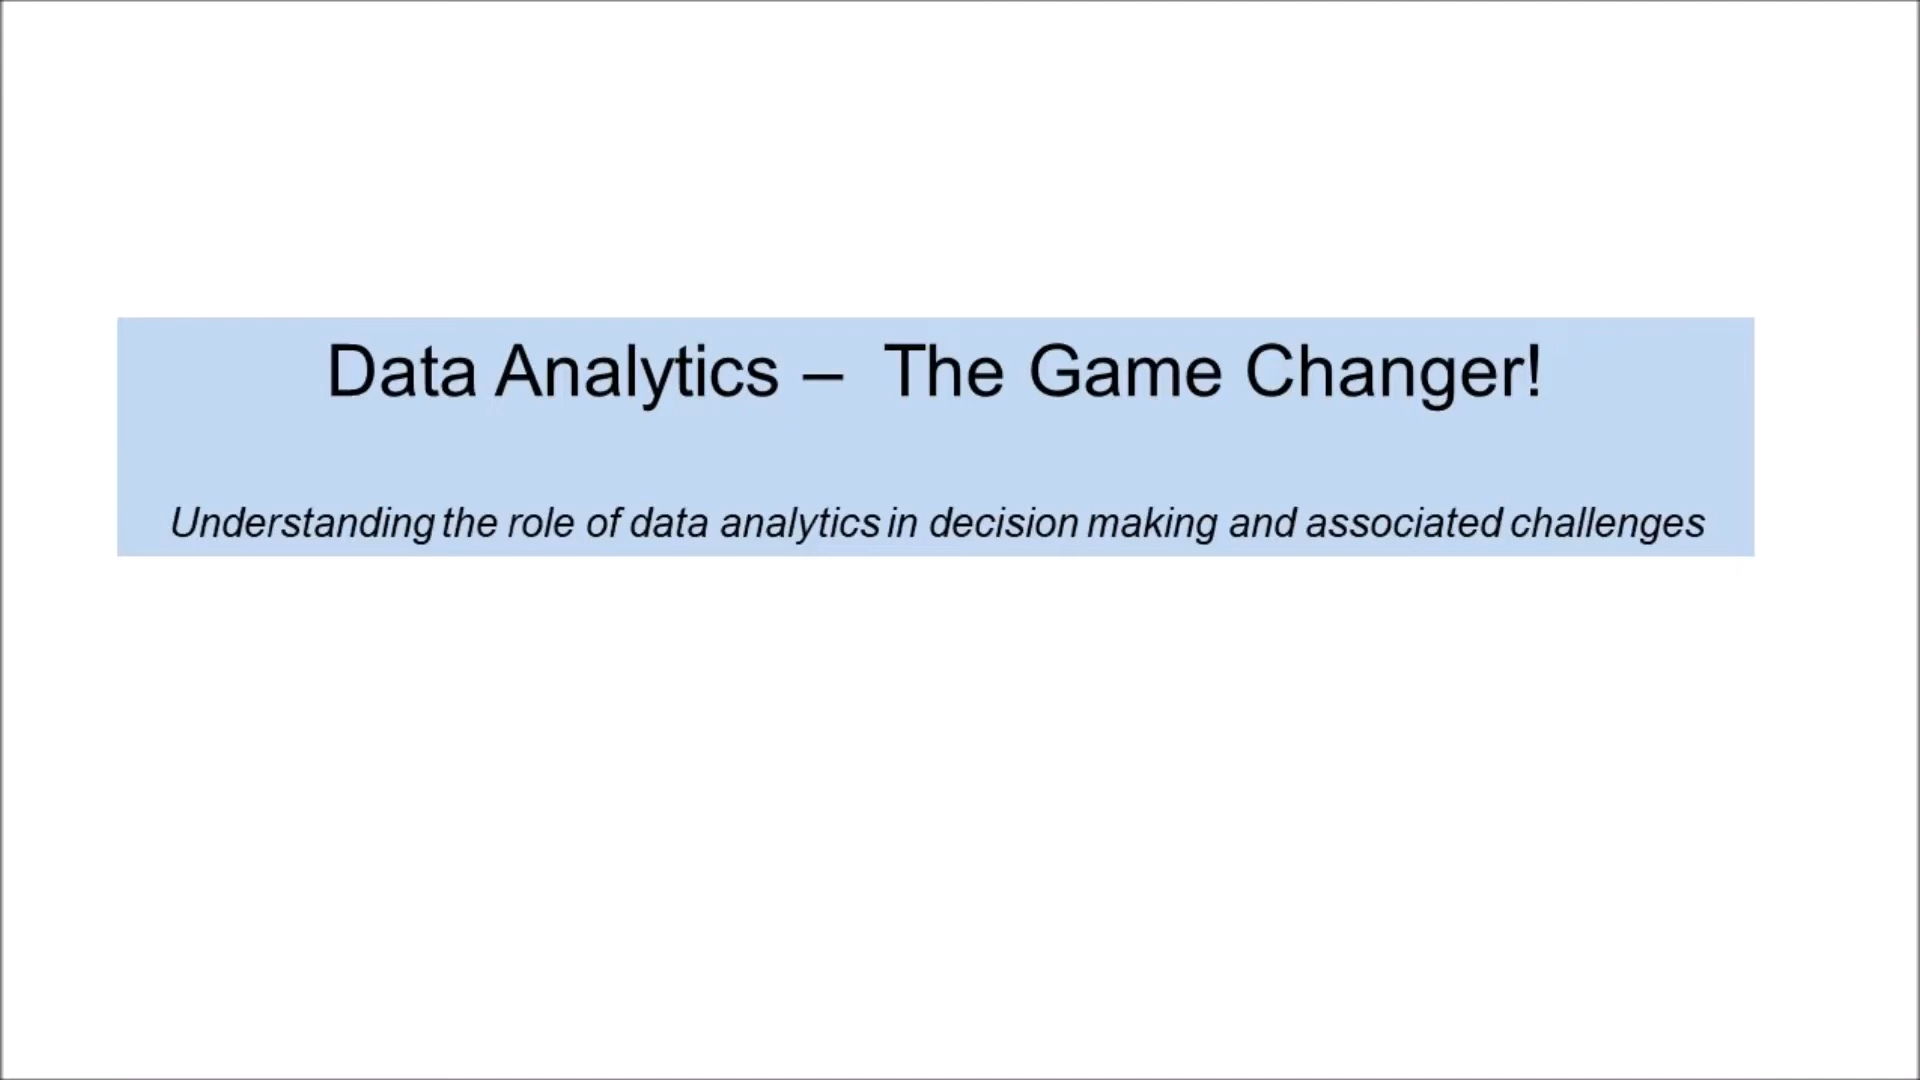 Data Analytics – The Game Changer!
Understanding the role of data analytics in decision making and associated challenges